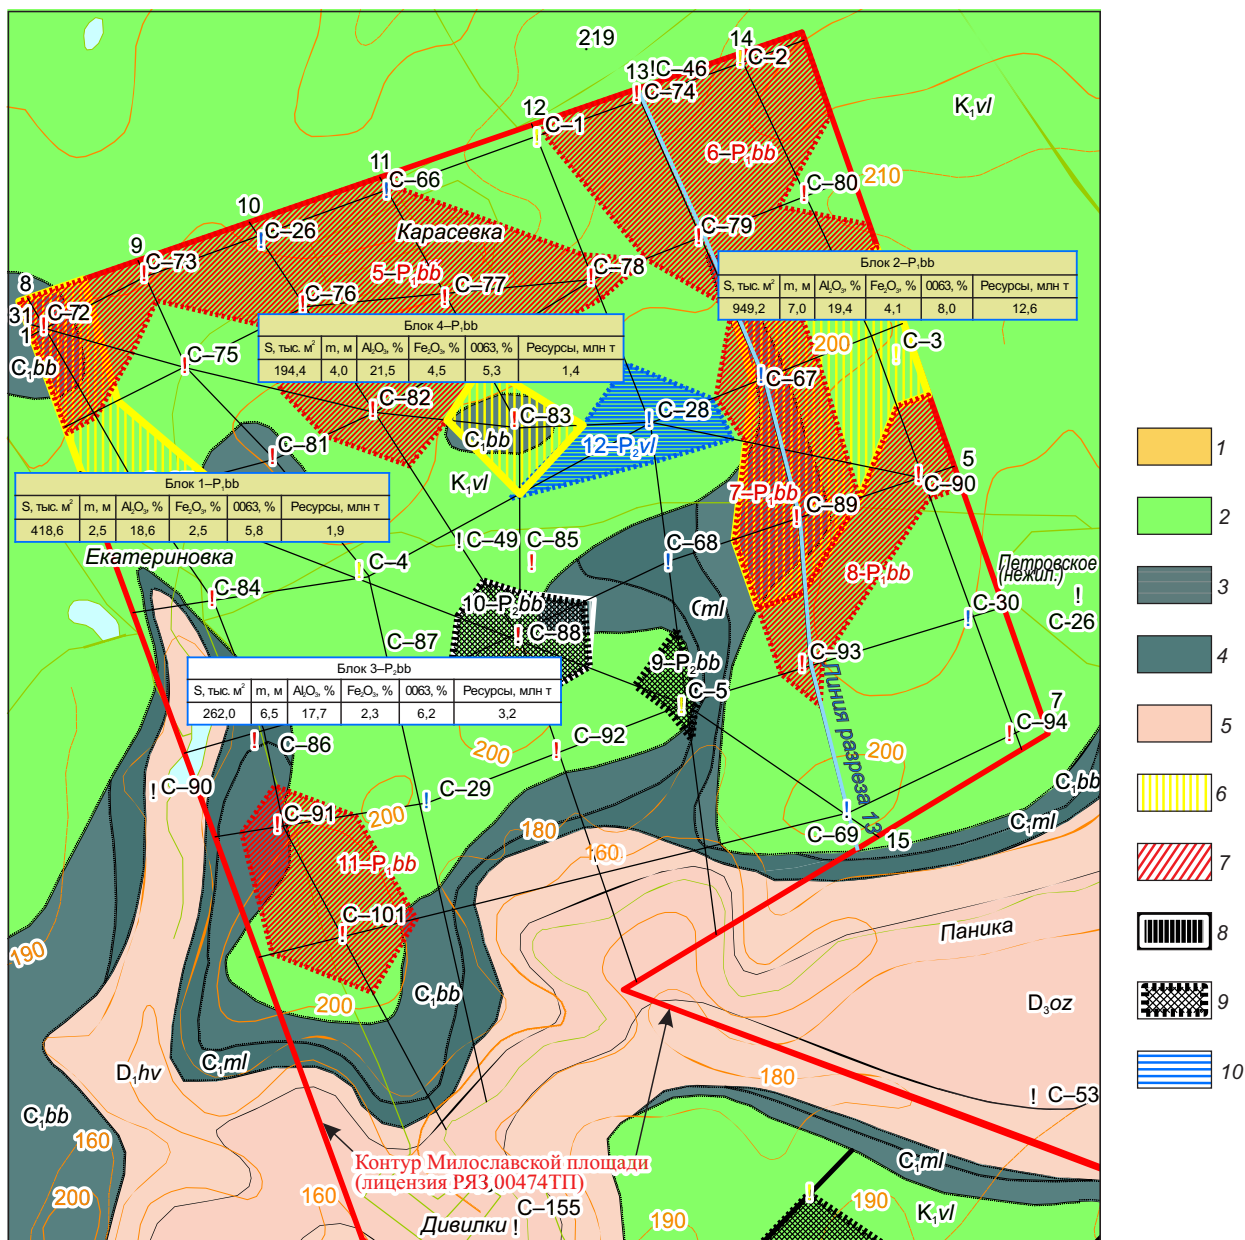 219
14
С–2
13
!С–46
С–74
12
С–1
K₁vl
6–P₁bb
11
С–66
С–80
210
10
С–26
Карасевка
С–79
9
С–73
5–P₁bb
С–78
8
С–76
С–77
31
С–72
1
C₁bb
С–75
Блок 2–P₁bb
S, тыс. м² m, м Al₂O₃, % Fe₂O₃, % 0063, % Ресурсы, млн т
949,2 7,0 19,4 4,1 8,0 12,6
Блок 4–P₁bb
S, тыс. м² m, м Al₂O₃, % Fe₂O₃, % 0063, % Ресурсы, млн т
194,4 4,0 21,5 4,5 5,3 1,4
200
С–3
С–67
С–82
С–83
С–28
C₁bb
12–P₂vl
С–81
K₁vl
5
С–90
7–P₁bb
С–89
Блок 1–P₁bb
S, тыс. м² m, м Al₂O₃, % Fe₂O₃, % 0063, % Ресурсы, млн т
418,6 2,5 18,6 2,5 5,8 1,9
Екатериновка
С–4
!С–49
С–85
С–68
8-P₁bb
Петровское
(нежил.)
С–84
10–P₂bb
C₁ml
С-30
С-26
С–87
С–88
9–P₂bb
С–93
Блок 3–P₂bb
S, тыс. м² m, м Al₂O₃, % Fe₂O₃, % 0063, % Ресурсы, млн т
262,0 6,5 17,7 2,3 6,2 3,2
С–5
Линия разреза 13
7
С–94
С–86
С–92
200
200
С–90
С–29
C₁bb
С–91
200
180
С–69
15
C₁ml
160
11–P₁bb
С–101
Паника
190
C₁bb
200
D₃oz
D₁hv
C₁ml
180
! С–53
C₁bb
160
C₁ml
Контур Милославской площади
(лицензия РЯЗ 00474ТП)
200
160
С–155
Дивилки
190
190
K₁vl
1
2
3
4
5
6
7
8
9
10